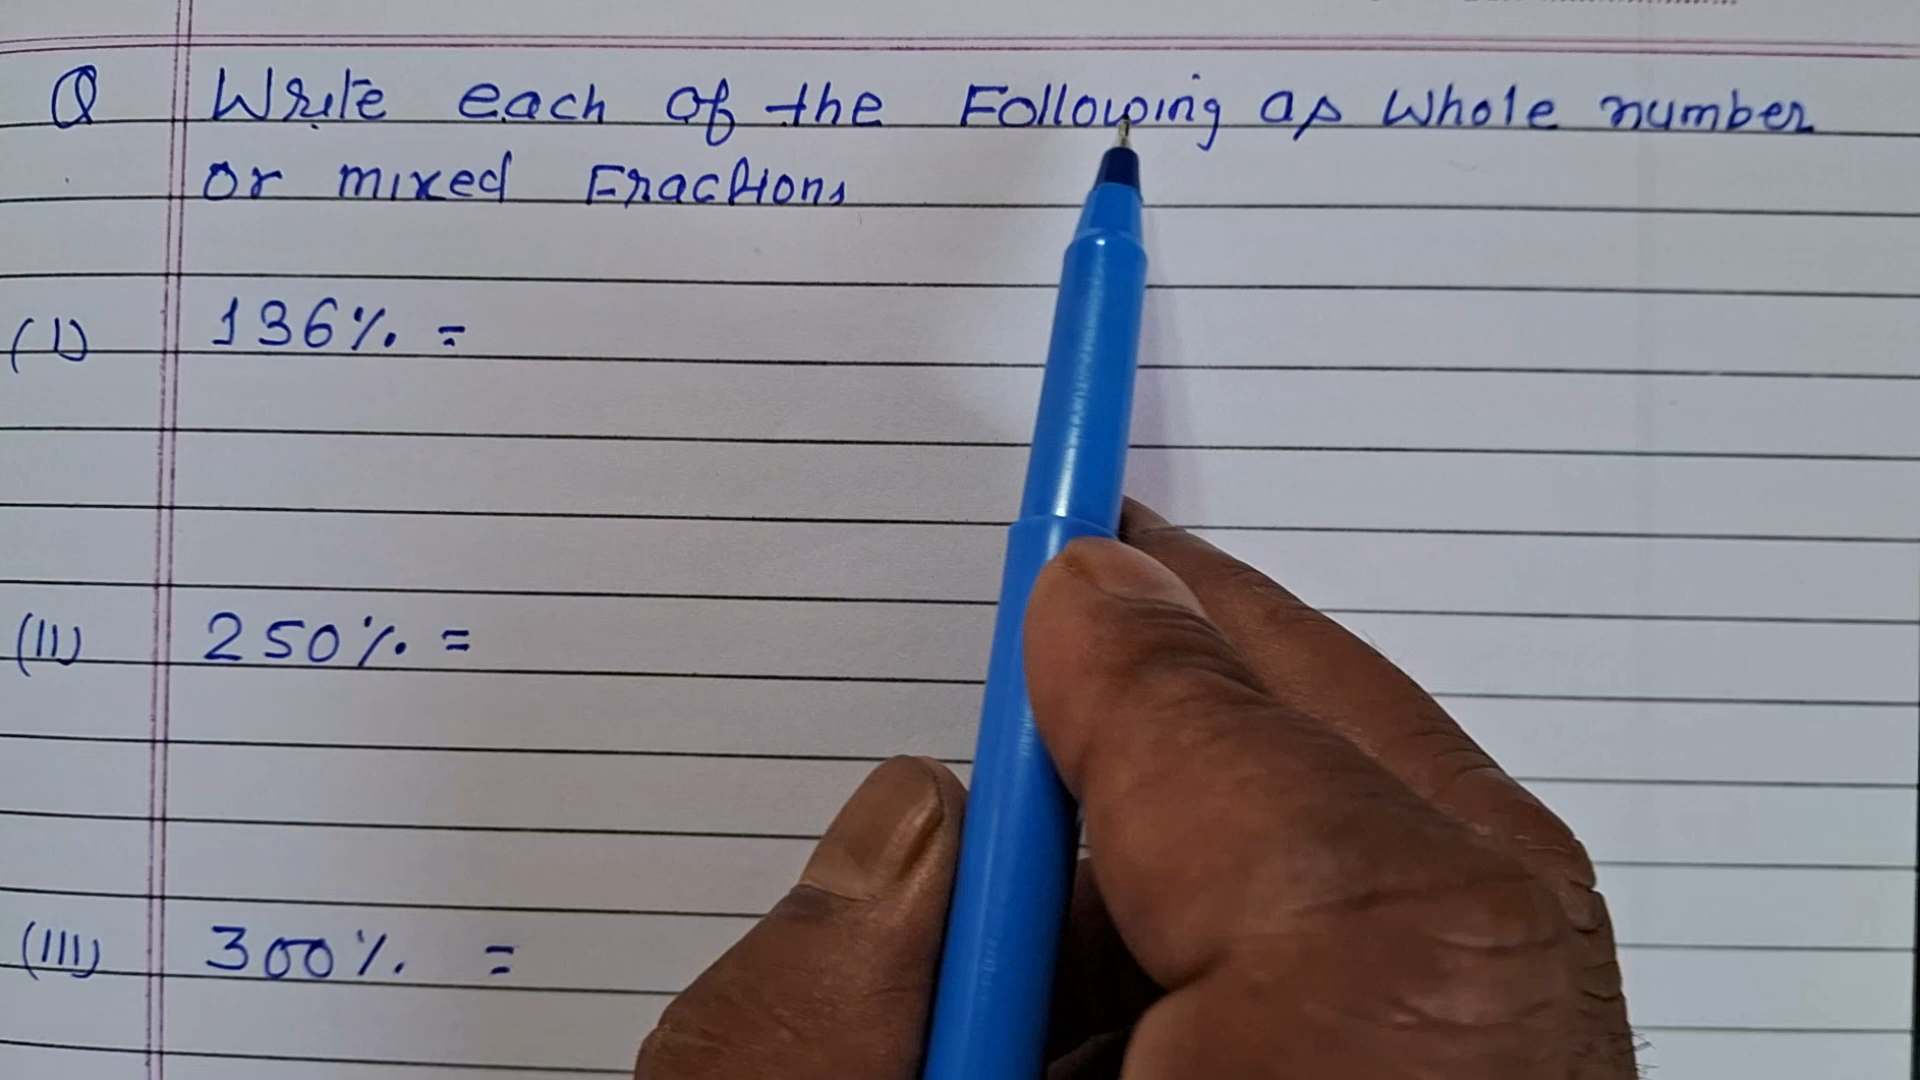 Q Write each of the Following as Whole number
or mixed Fractions
(I) 136% =
(II) 250% =
(III) 300% =